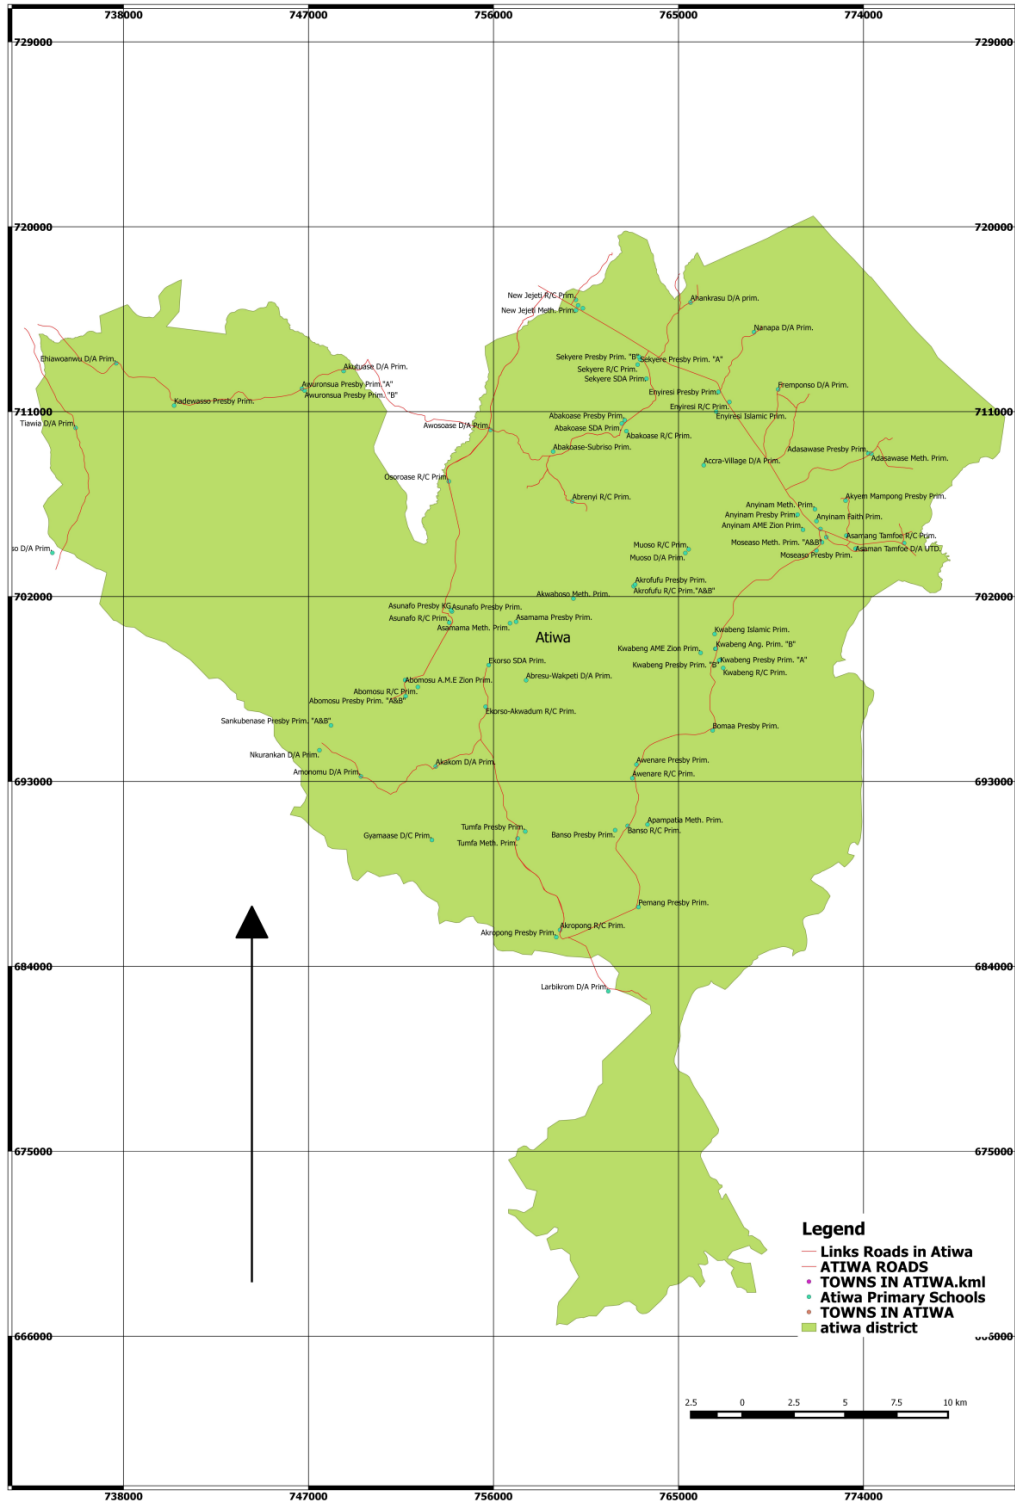 738000 747000 756000 765000 774000
729000 729000
720000 720000
New Jejeti R/C Prim.
Ahankrasu D/A prim.
New Jejeti Meth. Prim.
Nanapa D/A Prim.
Ehiawoanwu D/A Prim.
Sekyere Presby Prim. "B"
Sekyere Presby Prim. "A"
Akutuase D/A Prim.
Sekyere R/C Prim.
Sekyere SDA Prim.
Awuronsua Presby Prim."A"
Awuronsua Presby Prim. "B"
Enyiresi Presby Prim.
Fremponso D/A Prim.
Kadewasso Presby Prim.
Enyiresi R/C Prim.
711000 711000
Enyiresi Islamic Prim.
Abakoase Presby Prim.
Tiawia D/A Prim.
Awosoase D/A Prim.
Abakoase SDA Prim.
Abakoase R/C Prim.
Abakoase-Subriso Prim.
Adasawase Presby Prim.
Adasawase Meth. Prim.
Accra-Village D/A Prim.
Osoroase R/C Prim.
Abrenyi R/C Prim.
Akyem Mampong Presby Prim.
Anyinam Meth. Prim.
Anyinam Presby Prim.
Anyinam Faith Prim.
Anyinam AME Zion Prim.
Asamang Tamfoe R/C Prim.
Moseaso Meth. Prim. "A&B"
Muoso R/C Prim.
so D/A Prim.
Asaman Tamfoe D/A UTD.
Moseaso Presby Prim.
Muoso D/A Prim.
Akrofufu Presby Prim.
Akrofufu R/C Prim."A&B"
702000 702000
Akwaboso Meth. Prim.
Asunafo Presby KG
Asunafo Presby Prim.
Asunafo R/C Prim.
Asamama Presby Prim.
Asamama Meth. Prim.
Kwabeng Islamic Prim.
Atiwa
Kwabeng Ang. Prim. "B"
Kwabeng AME Zion Prim.
Ekorso SDA Prim.
Kwabeng Presby Prim. "A"
Kwabeng Presby Prim. "B"
Kwabeng R/C Prim.
Abresu-Wakpeti D/A Prim.
Abomosu A.M.E Zion Prim.
Abomosu R/C Prim.
Abomosu Presby Prim. "A&B"
Ekorso-Akwadum R/C Prim.
Sankubenase Presby Prim. "A&B"
Bomaa Presby Prim.
Nkurankan D/A Prim.
Akakom D/A Prim.
Awenare Presby Prim.
Amonomu D/A Prim.
Awenare R/C Prim.
693000 693000
Apampatia Meth. Prim.
Tumfa Presby Prim.
Banso R/C Prim.
Banso Presby Prim.
Gyamaase D/C Prim.
Tumfa Meth. Prim.
Pemang Presby Prim.
Akropong R/C Prim.
Akropong Presby Prim.
684000 684000
Larbikrom D/A Prim.
675000 675000
Legend
Links Roads in Atiwa
ATIWA ROADS
TOWNS IN ATIWA.kml
Atiwa Primary Schools
TOWNS IN ATIWA
atiwa district
666000 666000
2.5 0 2.5 5 7.5 10 km
738000 747000 756000 765000 774000